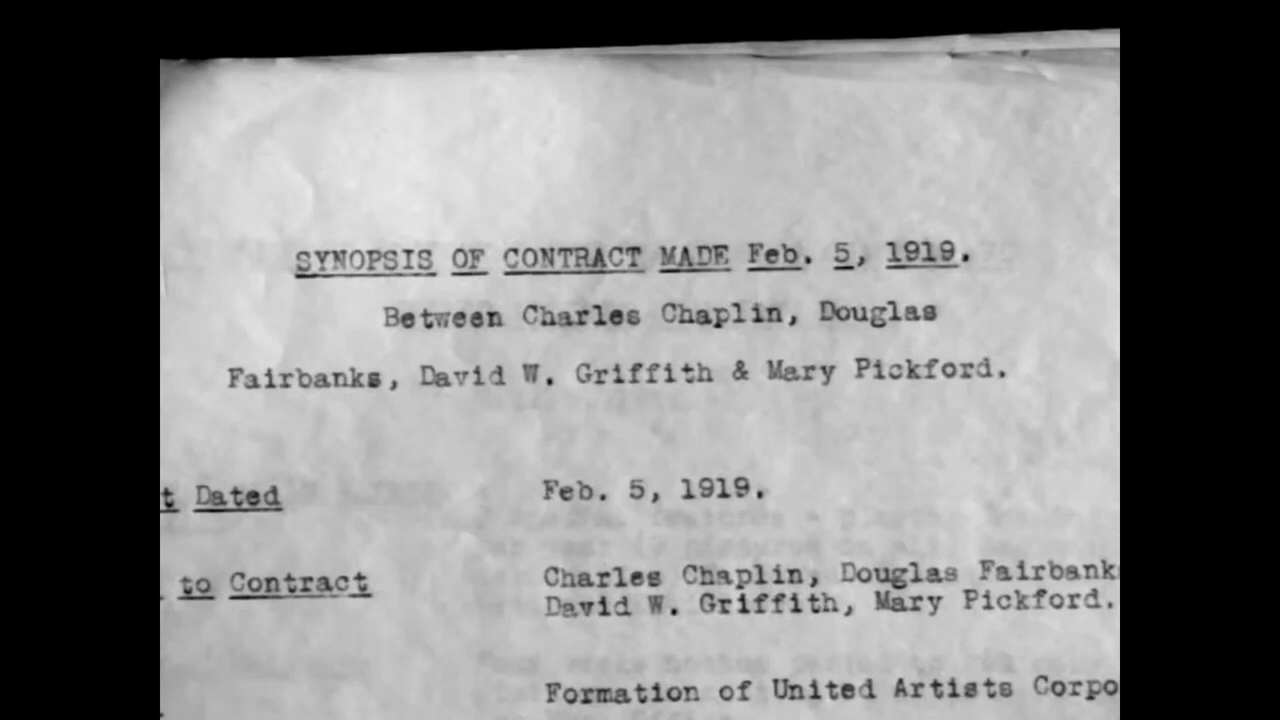 SYNOPSIS OF CONTRACT MADE Feb. 5, 1919.
Between Charles Chaplin, Douglas
Fairbanks, David W. Griffith & Mary Pickford.
t Dated Feb. 5, 1919.
to Contract Charles Chaplin, Douglas Fairbank
David W. Griffith, Mary Pickford.
Formation of United Artists Corpo